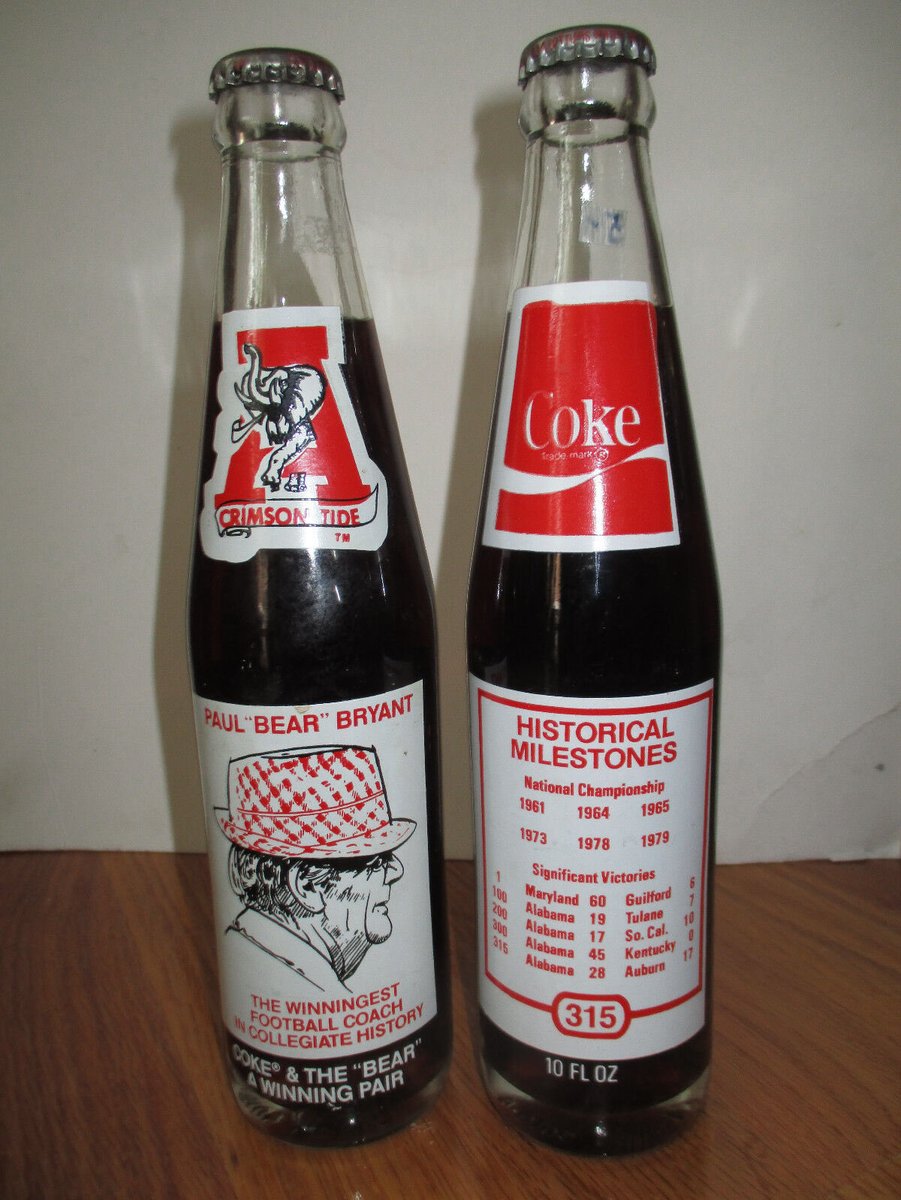 A
CRIMSON TIDE
TM
PAUL "BEAR" BRYANT
THE WINNINGEST
FOOTBALL COACH
IN COLLEGIATE HISTORY
COKE® & THE "BEAR"
A WINNING PAIR
Coke
trade-mark ®
HISTORICAL
MILESTONES
National Championship
1961 1964 1965
1973 1978 1979
Significant Victories
1 Maryland 60 Guilford 6
100 Alabama 19 Tulane 7
200 Alabama 17 So. Cal. 10
300 Alabama 45 Kentucky 0
315 Alabama 28 Auburn 17
315
10 FL OZ